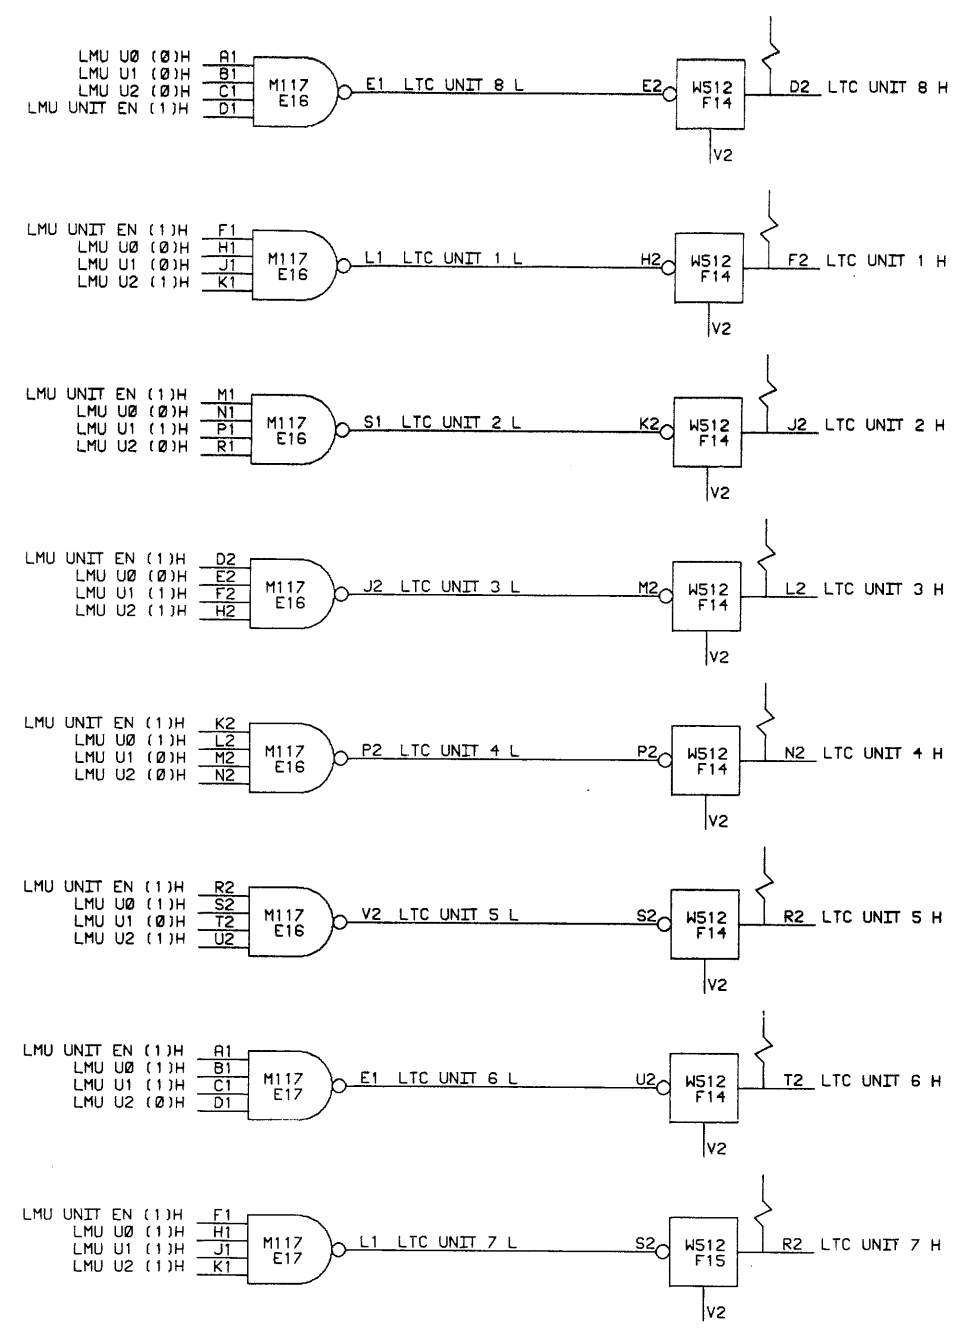 LMU U0 (0)H A1
LMU U1 (0)H B1
LMU U2 (0)H C1
LMU UNIT EN (1)H D1
M117
E16
E1 LTC UNIT 8 L
E2
W512
F14
V2
D2 LTC UNIT 8 H
LMU UNIT EN (1)H F1
LMU U0 (0)H H1
LMU U1 (0)H J1
LMU U2 (1)H K1
M117
E16
L1 LTC UNIT 1 L
H2
W512
F14
V2
F2 LTC UNIT 1 H
LMU UNIT EN (1)H M1
LMU U0 (0)H N1
LMU U1 (1)H P1
LMU U2 (0)H R1
M117
E16
S1 LTC UNIT 2 L
K2
W512
F14
V2
J2 LTC UNIT 2 H
LMU UNIT EN (1)H D2
LMU U0 (0)H E2
LMU U1 (1)H F2
LMU U2 (1)H H2
M117
E16
J2 LTC UNIT 3 L
M2
W512
F14
V2
L2 LTC UNIT 3 H
LMU UNIT EN (1)H K2
LMU U0 (1)H L2
LMU U1 (0)H M2
LMU U2 (0)H N2
M117
E16
P2 LTC UNIT 4 L
P2
W512
F14
V2
N2 LTC UNIT 4 H
LMU UNIT EN (1)H R2
LMU U0 (1)H S2
LMU U1 (0)H T2
LMU U2 (1)H U2
M117
E16
V2 LTC UNIT 5 L
S2
W512
F14
V2
R2 LTC UNIT 5 H
LMU UNIT EN (1)H A1
LMU U0 (1)H B1
LMU U1 (1)H C1
LMU U2 (0)H D1
M117
E17
E1 LTC UNIT 6 L
U2
W512
F14
V2
T2 LTC UNIT 6 H
LMU UNIT EN (1)H F1
LMU U0 (1)H H1
LMU U1 (1)H J1
LMU U2 (1)H K1
M117
E17
L1 LTC UNIT 7 L
S2
W512
F15
V2
R2 LTC UNIT 7 H